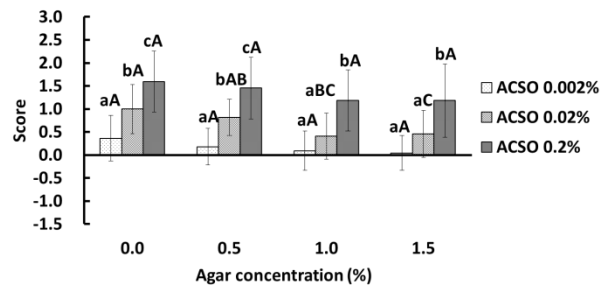 3.0
2.5
2.0
1.5
1.0
0.5
0.0
-0.5
-1.0
-1.5
Score
aA
bA
cA
aA
bAB
cA
aA
aBC
bA
aA
aC
bA
0.0 0.5 1.0 1.5
Agar concentration (%)
ACSO 0.002%
ACSO 0.02%
ACSO 0.2%